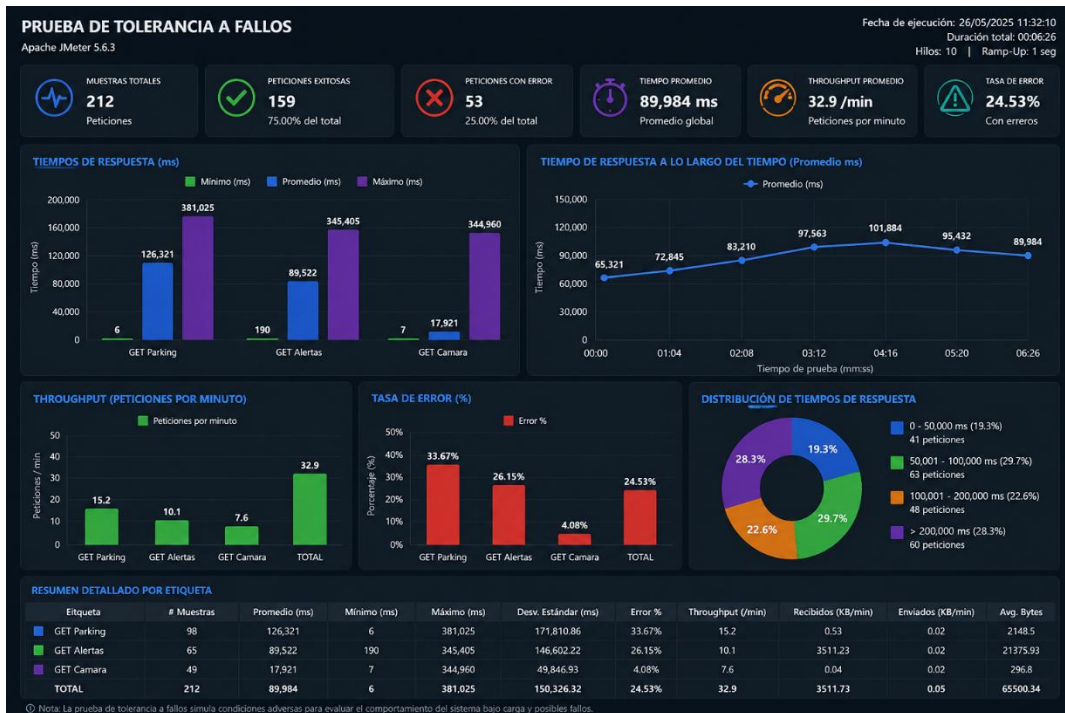 PRUEBA DE TOLERANCIA A FALLOS
Apache JMeter 5.6.3
Fecha de ejecución: 26/05/2025 11:32:10
Duración total: 00:06:26
Hilos: 10 | Ramp-Up: 1 seg
MUESTRAS TOTALES
212
Peticiones
PETICIONES EXITOSAS
159
75.00% del total
PETICIONES CON ERROR
53
25.00% del total
TIEMPO PROMEDIO
89,984 ms
Promedio global
THROUGHPUT PROMEDIO
32.9 /min
Peticiones por minuto
TASA DE ERROR
24.53%
Con erreros
TIEMPOS DE RESPUESTA (ms)
Mínimo (ms) Promedio (ms) Máximo (ms)
Tiempo (ms)
200,000
160,000
120,000
80,000
40,000
0
6 126,321 381,025
190 89,522 345,405
7 17,921 344,960
GET Parking GET Alertas GET Camara
TIEMPO DE RESPUESTA A LO LARGO DEL TIEMPO (Promedio ms)
Promedio (ms)
Tiempo (ms)
150,000
120,000
90,000
60,000
30,000
0
65,321 72,845 83,210 97,563 101,884 95,432 89,984
00:00 01:04 02:08 03:12 04:16 05:20 06:26
Tiempo de prueba (mm:ss)
THROUGHPUT (PETICIONES POR MINUTO)
Peticiones por minuto
Peticiones / min
50
40
30
20
10
0
15.2 10.1 7.6 32.9
GET Parking GET Alertas GET Camara TOTAL
TASA DE ERROR (%)
Error %
Porcentaje (%)
50%
40%
30%
20%
10%
0%
33.67% 26.15% 4.08% 24.53%
GET Parking GET Alertas GET Camara TOTAL
DISTRIBUCIÓN DE TIEMPOS DE RESPUESTA
19.3%
29.7%
22.6%
28.3%
0 - 50,000 ms (19.3%)
41 peticiones
50,001 - 100,000 ms (29.7%)
63 peticiones
100,001 - 200,000 ms (22.6%)
48 peticiones
> 200,000 ms (28.3%)
60 peticiones
RESUMEN DETALLADO POR ETIQUETA
Eitqueta # Muestras Promedio (ms) Mínimo (ms) Máximo (ms) Desv. Estándar (ms) Error % Throughput (/min) Recibidos (KB/min) Enviados (KB/min) Avg. Bytes
GET Parking 98 126,321 6 381,025 171,810.86 33.67% 15.2 0.53 0.02 2148.5
GET Alertas 65 89,522 190 345,405 146,602.22 26.15% 10.1 3511.23 0.02 21375.93
GET Camara 49 17,921 7 344,960 49,846.93 4.08% 7.6 0.04 0.02 296.8
TOTAL 212 89,984 6 381,025 150,326.32 24.53% 32.9 3511.73 0.05 65500.34
Nota: La prueba de tolerancia a fallos simula condiciones adversas para evaluar el comportamiento del sistema bajo carga y posibles fallos.